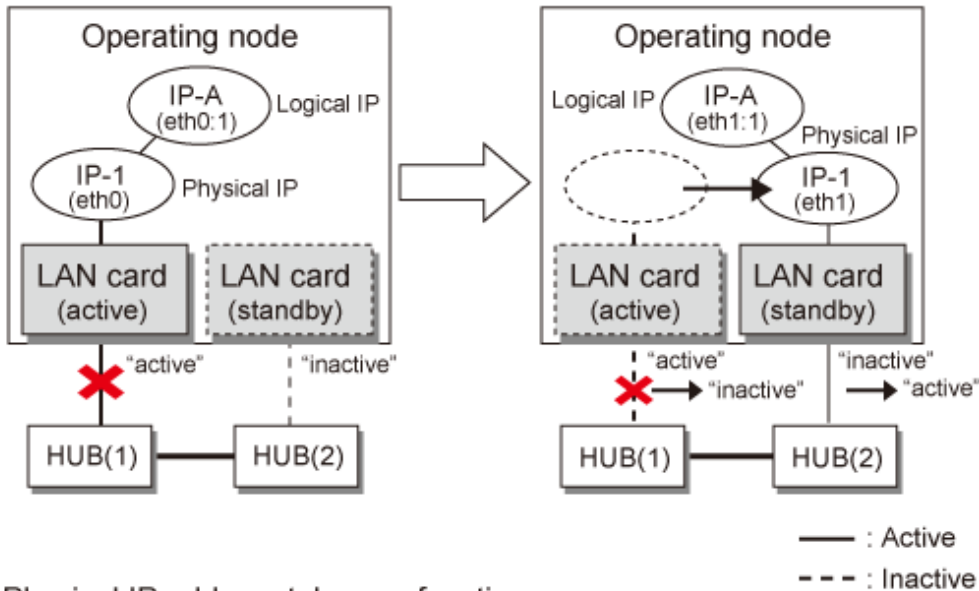 Operating node
IP-A
(eth0:1)
Logical IP
IP-1
(eth0)
Physical IP
LAN card
(active)
LAN card
(standby)
"active"
"inactive"
HUB(1)
HUB(2)
Operating node
Logical IP
IP-A
(eth1:1)
Physical IP
IP-1
(eth1)
LAN card
(active)
LAN card
(standby)
"active"
"inactive"
"inactive"
"active"
HUB(1)
HUB(2)
: Active
: Inactive